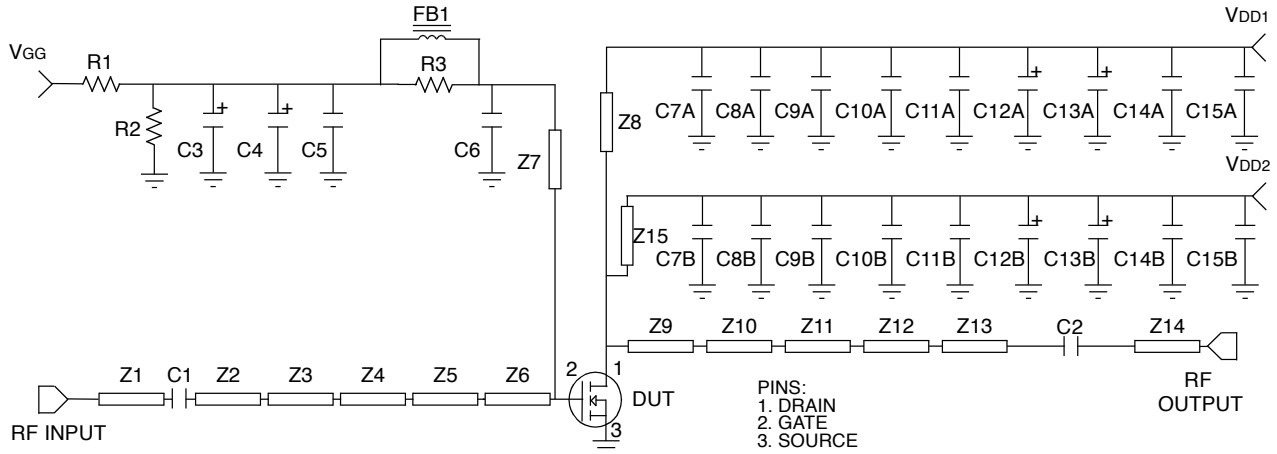 FB1
VDD1
VGG
R1
R3
R2
C3
+
C4
+
C5
C6
Z7
Z8
C7A
C8A
C9A
C10A
C11A
C12A
+
C13A
+
C14A
C15A
VDD2
Z15
C7B
C8B
C9B
C10B
C11B
C12B
+
C13B
+
C14B
C15B
Z9
Z10
Z11
Z12
Z13
C2
Z14
RF
OUTPUT
Z1
C1
Z2
Z3
Z4
Z5
Z6
2
1
3
DUT
RF INPUT
PINS:
1. DRAIN
2. GATE
3. SOURCE